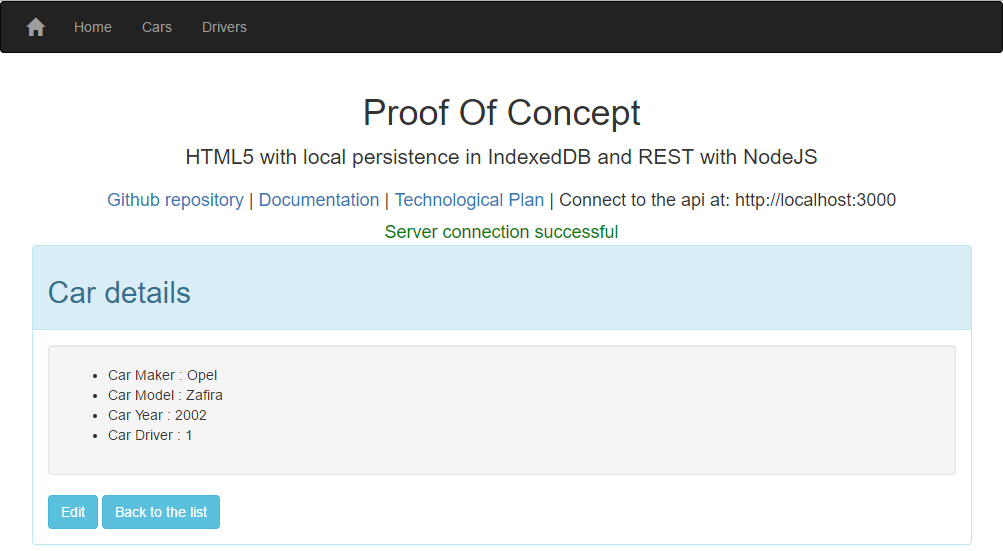 Home Cars Drivers
Proof Of Concept
HTML5 with local persistence in IndexedDB and REST with NodeJS
Github repository | Documentation | Technological Plan | Connect to the api at: http://localhost:3000
Server connection successful
Car details
Car Maker : Opel
Car Model : Zafira
Car Year : 2002
Car Driver : 1
Edit Back to the list